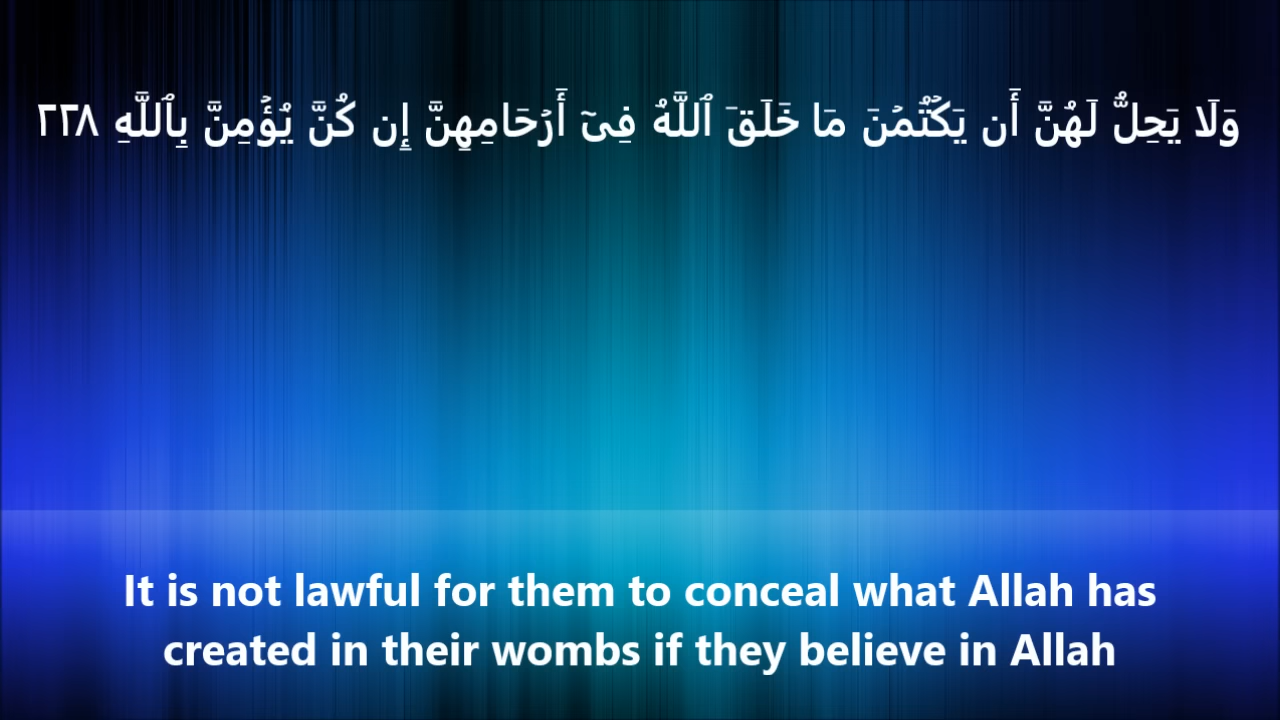 وَلَا يَحِلُّ لَهُنَّ أَن يَكۡتُمۡنَ مَا خَلَقَ ٱللَّهُ فِىٓ أَرۡحَامِهِنَّ إِن كُنَّ يُؤۡمِنَّ بِٱللَّهِ ٢٢٨
It is not lawful for them to conceal what Allah has
created in their wombs if they believe in Allah